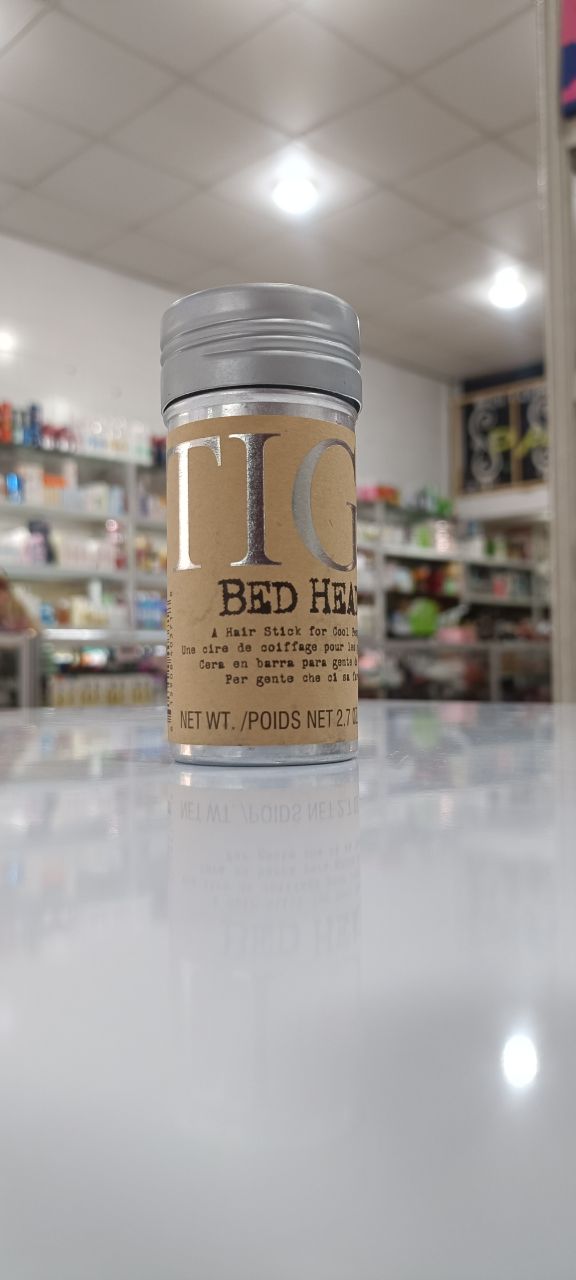 TIG
BED HEA
A Hair Stick for Cool
Une cire de coiffage pour les
Cera en barra para gente
Per gente che ci sa
NET WT. /POIDS NET 2.7 OZ